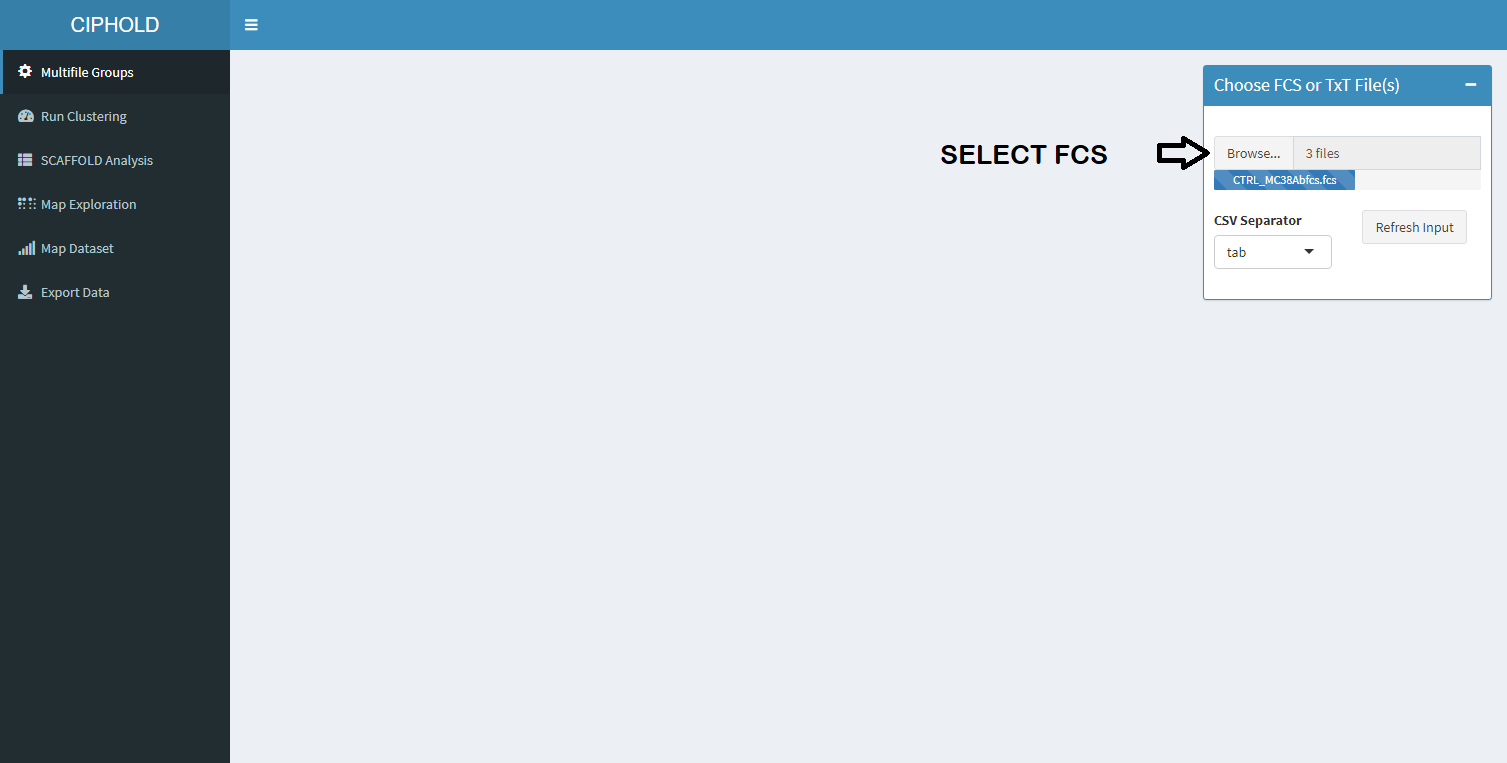 CIPHOLD
Multifile Groups
Run Clustering
SCAFFOLD Analysis
Map Exploration
Map Dataset
Export Data
Choose FCS or TxT File(s)
SELECT FCS
Browse... 3 files
CTRL_MC38Abfcs.fcs
CSV Separator
Refresh Input
tab